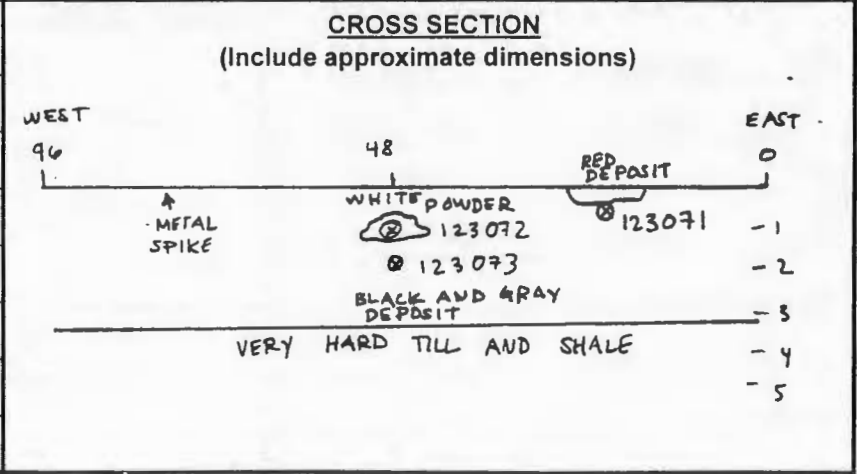 CROSS SECTION
(Include approximate dimensions)
WEST
EAST
96
48
0
RED
DEPOSIT
METAL
SPIKE
WHITE POWDER
123072
123071
- 1
123073
- 2
BLACK AND GRAY
DEPOSIT
- 3
VERY HARD TILL AND SHALE
- 4
- 5